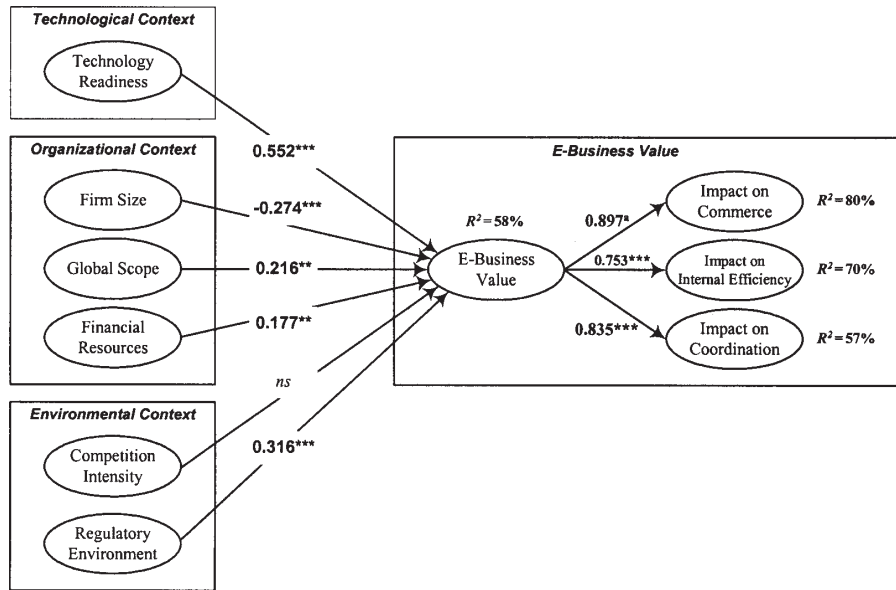 Technological Context
Technology
Readiness
0.552***
Organizational Context
Firm Size
-0.274***
Global Scope
0.216**
Financial
Resources
0.177**
Environmental Context
Competition
Intensity
ns
Regulatory
Environment
0.316***
E-Business Value
R²=58%
E-Business
Value
0.897ª
Impact on
Commerce
R²=80%
0.753***
Impact on
Internal Efficiency
R²=70%
0.835***
Impact on
Coordination
R²=57%